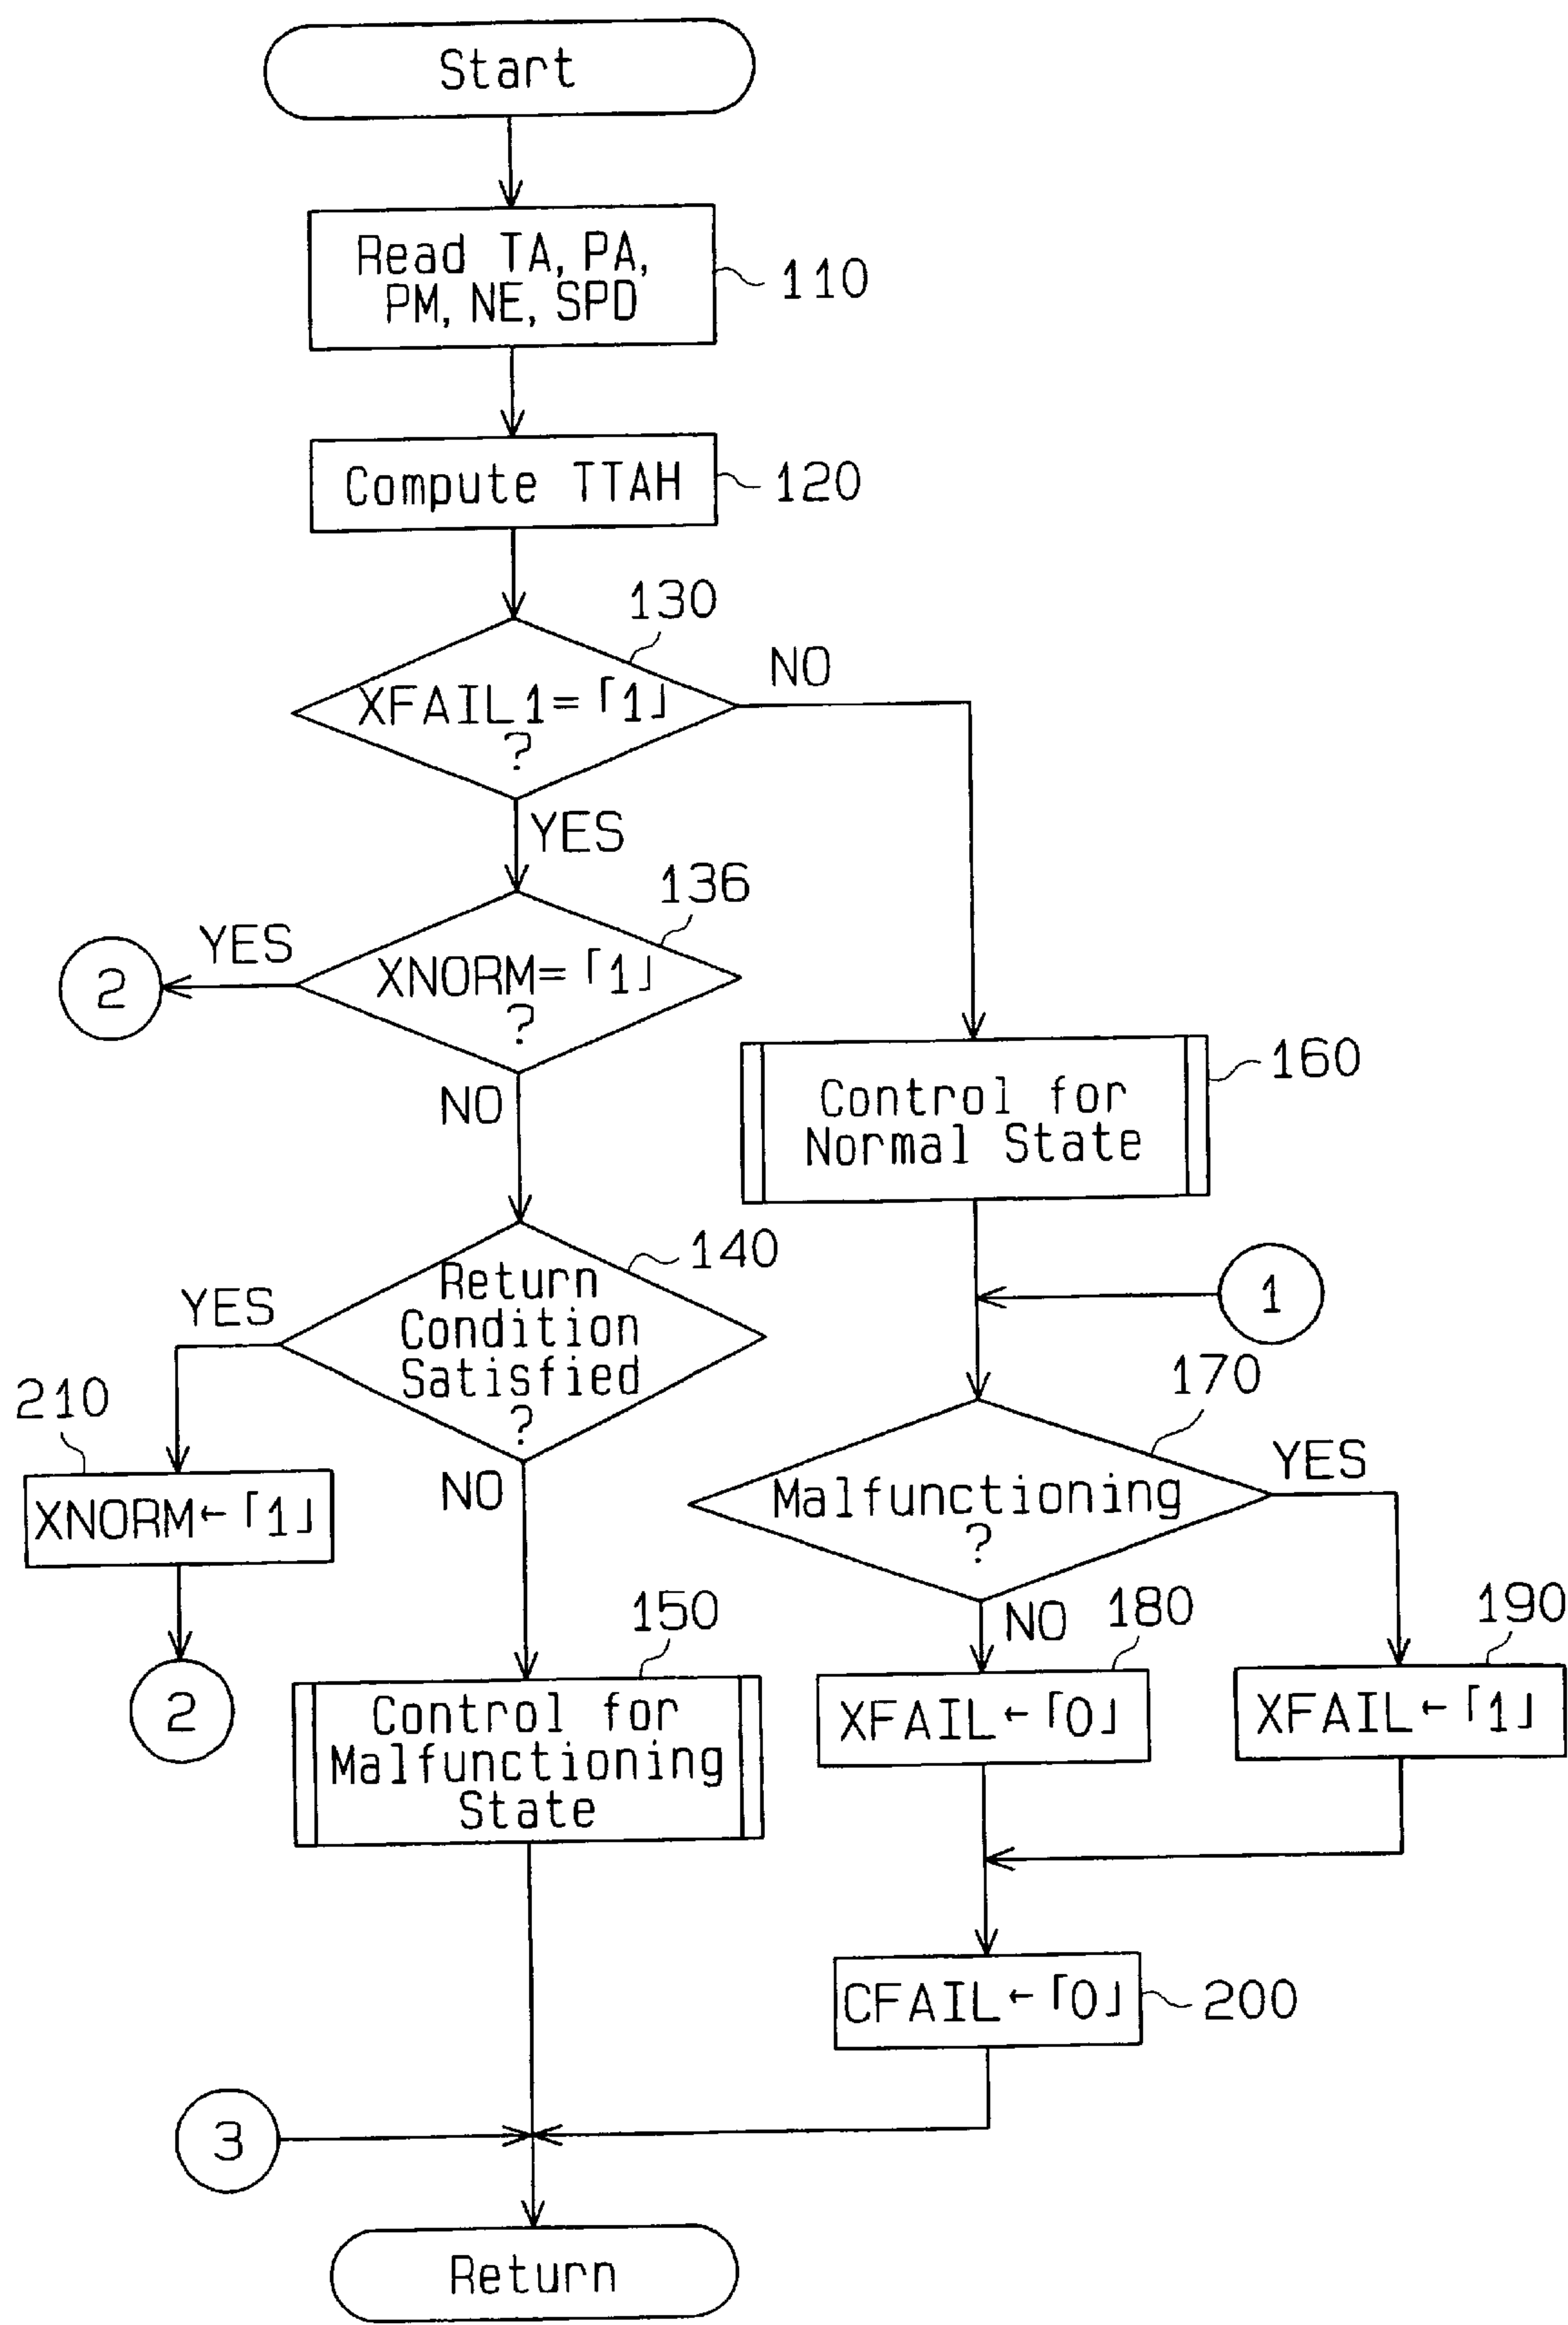 Start
Read TA, PA,
PM, NE, SPD
110
Compute TTAH
120
130
XFAIL1=「1」
?
NO
YES
136
XNORM=「1」
?
YES
2
NO
160
Control for
Normal State
140
Return
Condition
Satisfied
?
YES
1
210
XNORM←「1」
2
NO
170
Malfunctioning
?
YES
NO
150
Control for
Malfunctioning
State
180
XFAIL←「0」
190
XFAIL←「1」
CFAIL←「0」
200
3
Return